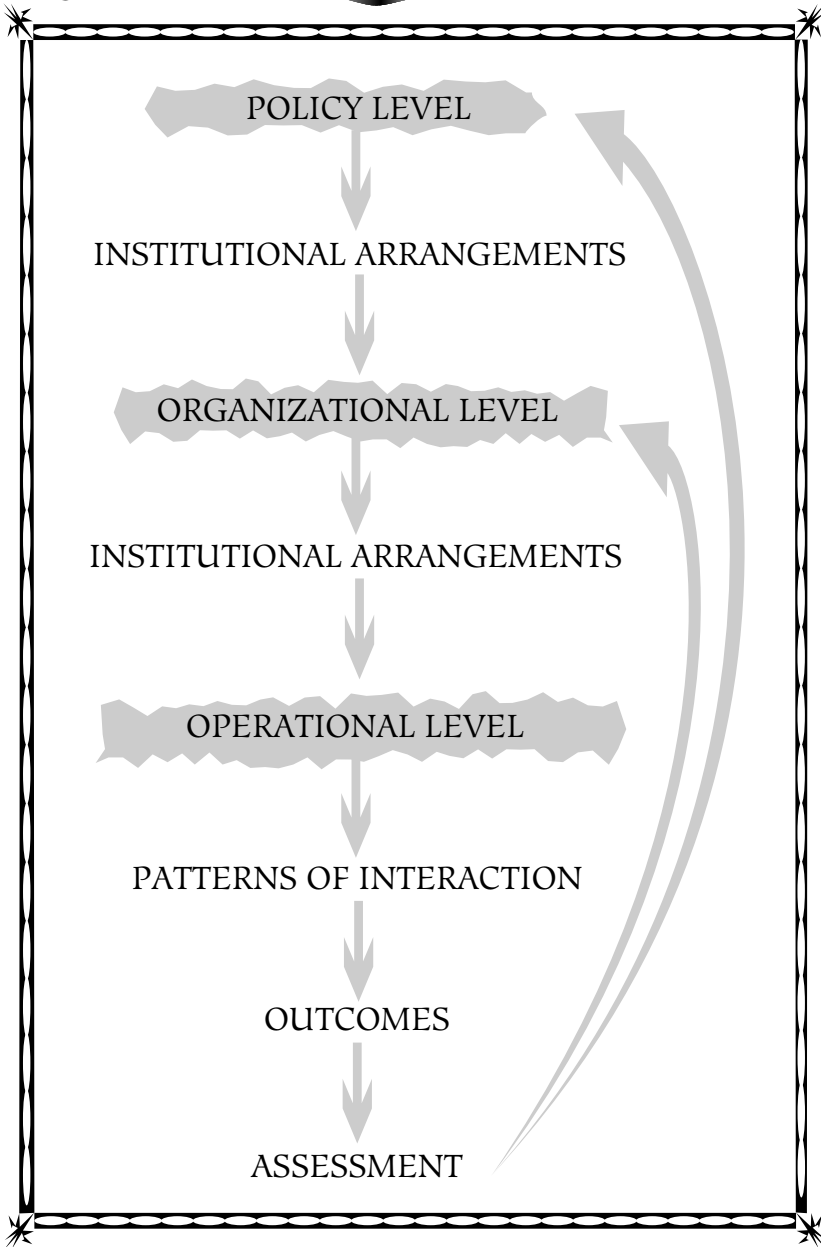 POLICY LEVEL
INSTITUTIONAL ARRANGEMENTS
ORGANIZATIONAL LEVEL
INSTITUTIONAL ARRANGEMENTS
OPERATIONAL LEVEL
PATTERNS OF INTERACTION
OUTCOMES
ASSESSMENT